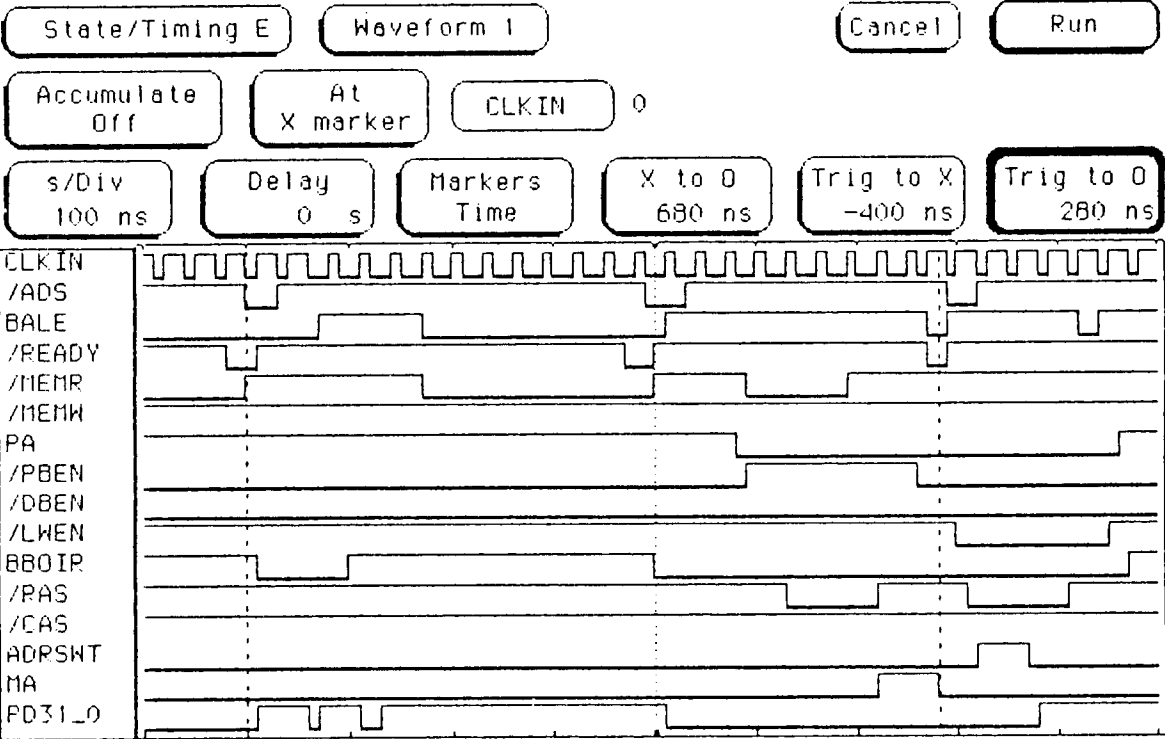 State/Timing E Waveform 1 Cancel Run
Accumulate Off At X marker CLKIN 0
s/Div 100 ns Delay 0 s Markers Time X to O 680 ns Trig to X -400 ns Trig to O 280 ns
CLKIN
/ADS
BALE
/READY
/MEMR
/MEMW
PA
/PBEN
/DBEN
/LWEN
BBDIR
/RAS
/CAS
ADRSWT
MA
PD31_0